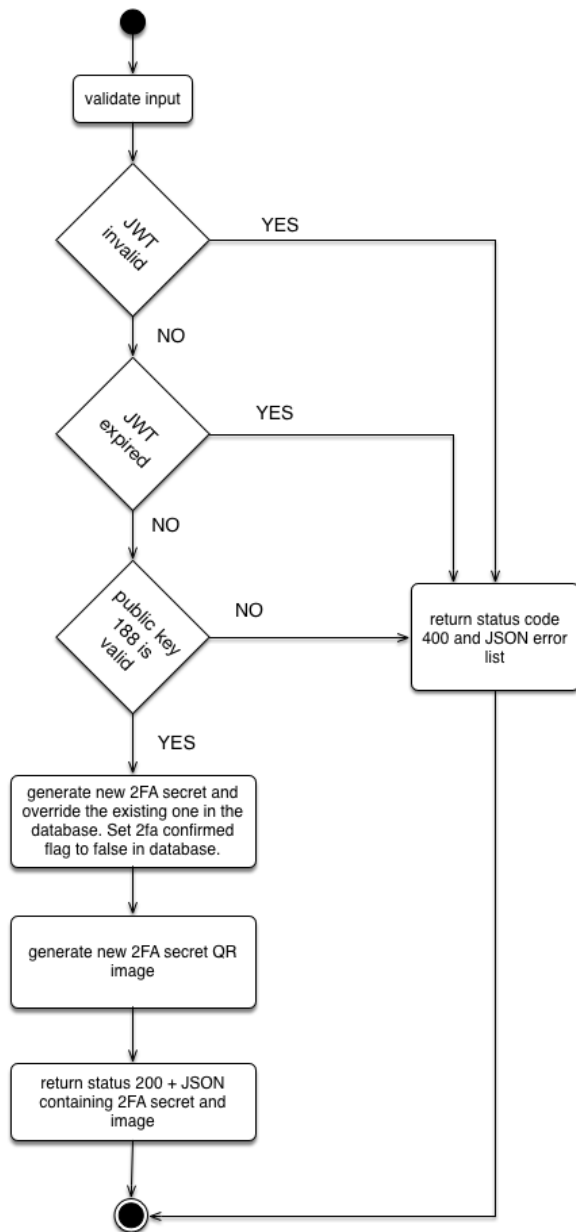 validate input
JWT
invalid
YES
NO
JWT
expired
YES
NO
public key
188 is
valid
NO
return status code
400 and JSON error
list
YES
generate new 2FA secret and
override the existing one in the
database. Set 2fa confirmed
flag to false in database.
generate new 2FA secret QR
image
return status 200 + JSON
containing 2FA secret and
image